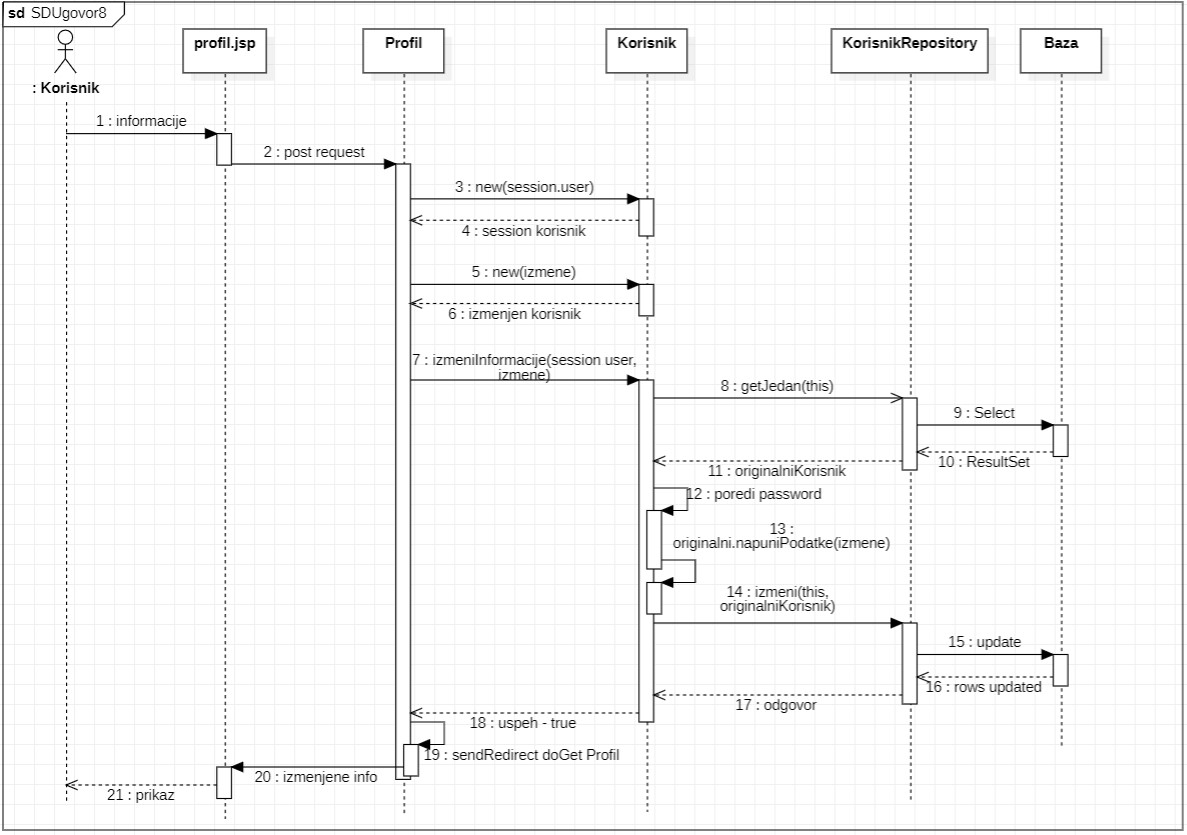 sd SDUgovor8
profil.jsp
Profil
Korisnik
KorisnikRepository
Baza
: Korisnik
1 : informacije
2 : post request
3 : new(session.user)
4 : session korisnik
5 : new(izmene)
6 : izmenjen korisnik
7 : izmeniInformacije(session user,
izmene)
8 : getJedan(this)
9 : Select
10 : ResultSet
11 : originalniKorisnik
12 : poredi password
13 :
originalni.napuniPodatke(izmene)
14 : izmeni(this,
originalniKorisnik)
15 : update
16 : rows updated
17 : odgovor
18 : uspeh - true
19 : sendRedirect doGet Profil
20 : izmenjene info
21 : prikaz